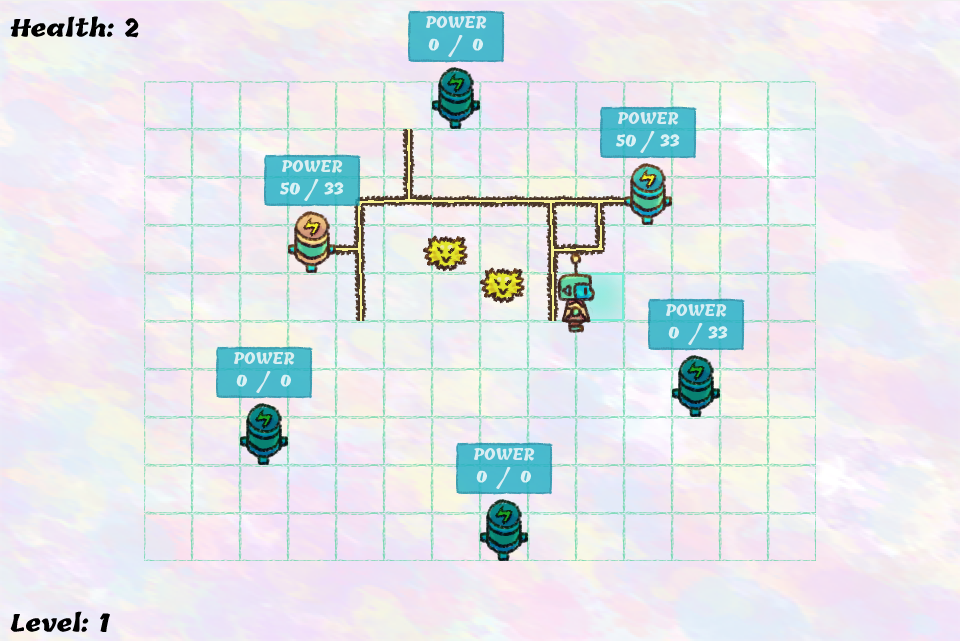 Health: 2
POWER
0 / 0
POWER
50 / 33
POWER
50 / 33
POWER
0 / 33
POWER
0 / 0
POWER
0 / 0
Level: 1